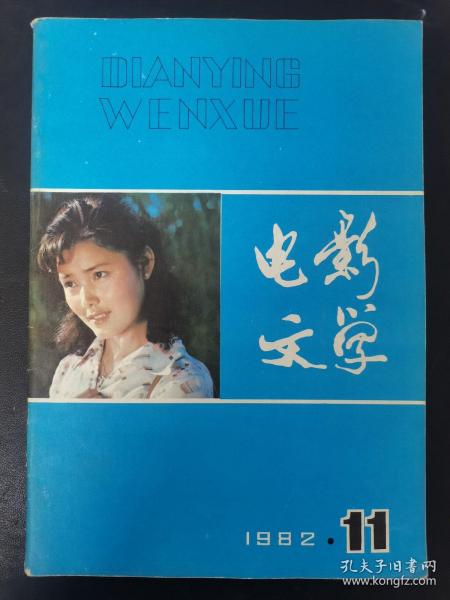 DIANYING
WENXUE
电影
文学
1982·11
孔夫子旧书网
www.kongfz.com